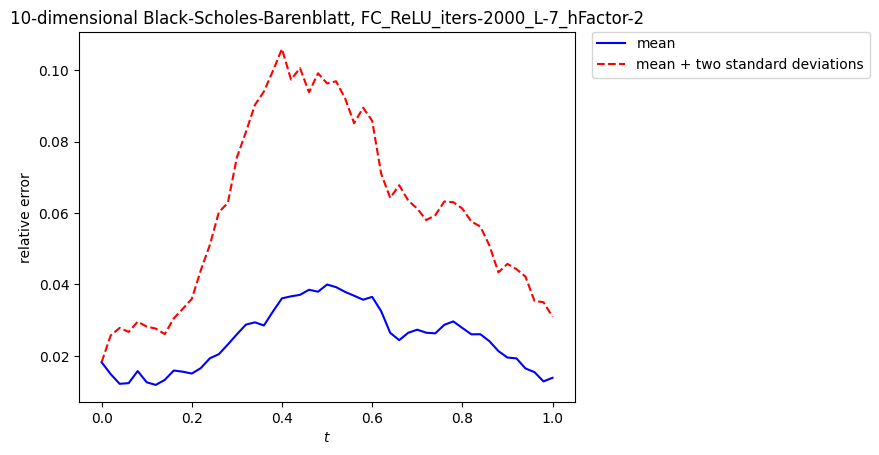 10-dimensional Black-Scholes-Barenblatt, FC_ReLU_iters-2000_L-7_hFactor-2
mean
mean + two standard deviations
0.10
0.08
0.06
0.04
0.02
relative error
0.0
0.2
0.4
0.6
0.8
1.0
t